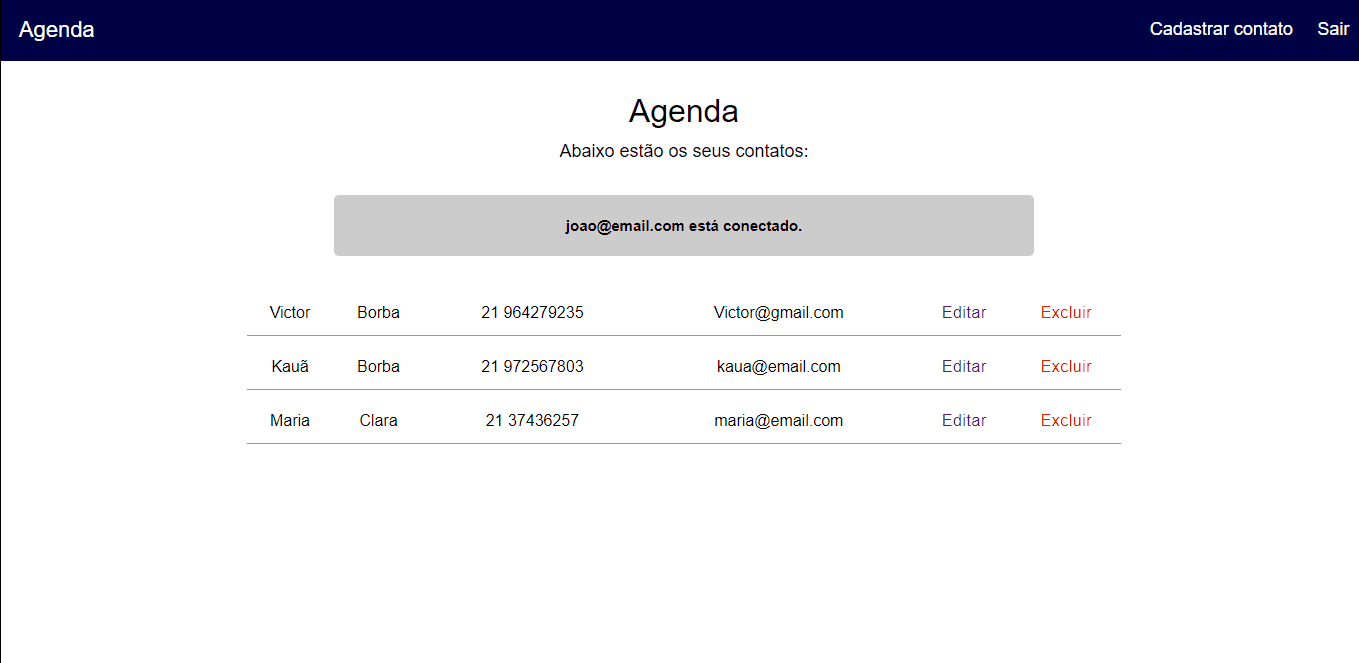 Agenda Cadastrar contato Sair
Agenda
Abaixo estão os seus contatos:
joao@email.com está conectado.
Victor Borba 21 964279235 Victor@gmail.com Editar Excluir
Kauã Borba 21 972567803 kaua@email.com Editar Excluir
Maria Clara 21 37436257 maria@email.com Editar Excluir